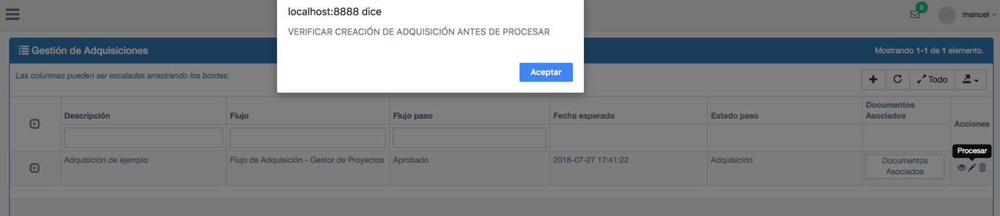 localhost:8888 dice
VERIFICAR CREACIÓN DE ADQUISICIÓN ANTES DE PROCESAR
Aceptar
0
manuel
Gestión de Adquisiciones
Mostrando 1-1 de 1 elemento.
Las columnas pueden ser escaladas arrastrando los bordes.
Todo
Descripción
Flujo
Flujo paso
Fecha esperada
Estado paso
Documentos
Asociados
Acciones
Procesar
Adquisición de ejemplo
Flujo de Adquisición - Gestor de Proyectos
Aprobado
2018-07-27 17:41:22
Adquisición
Documentos
Asociados